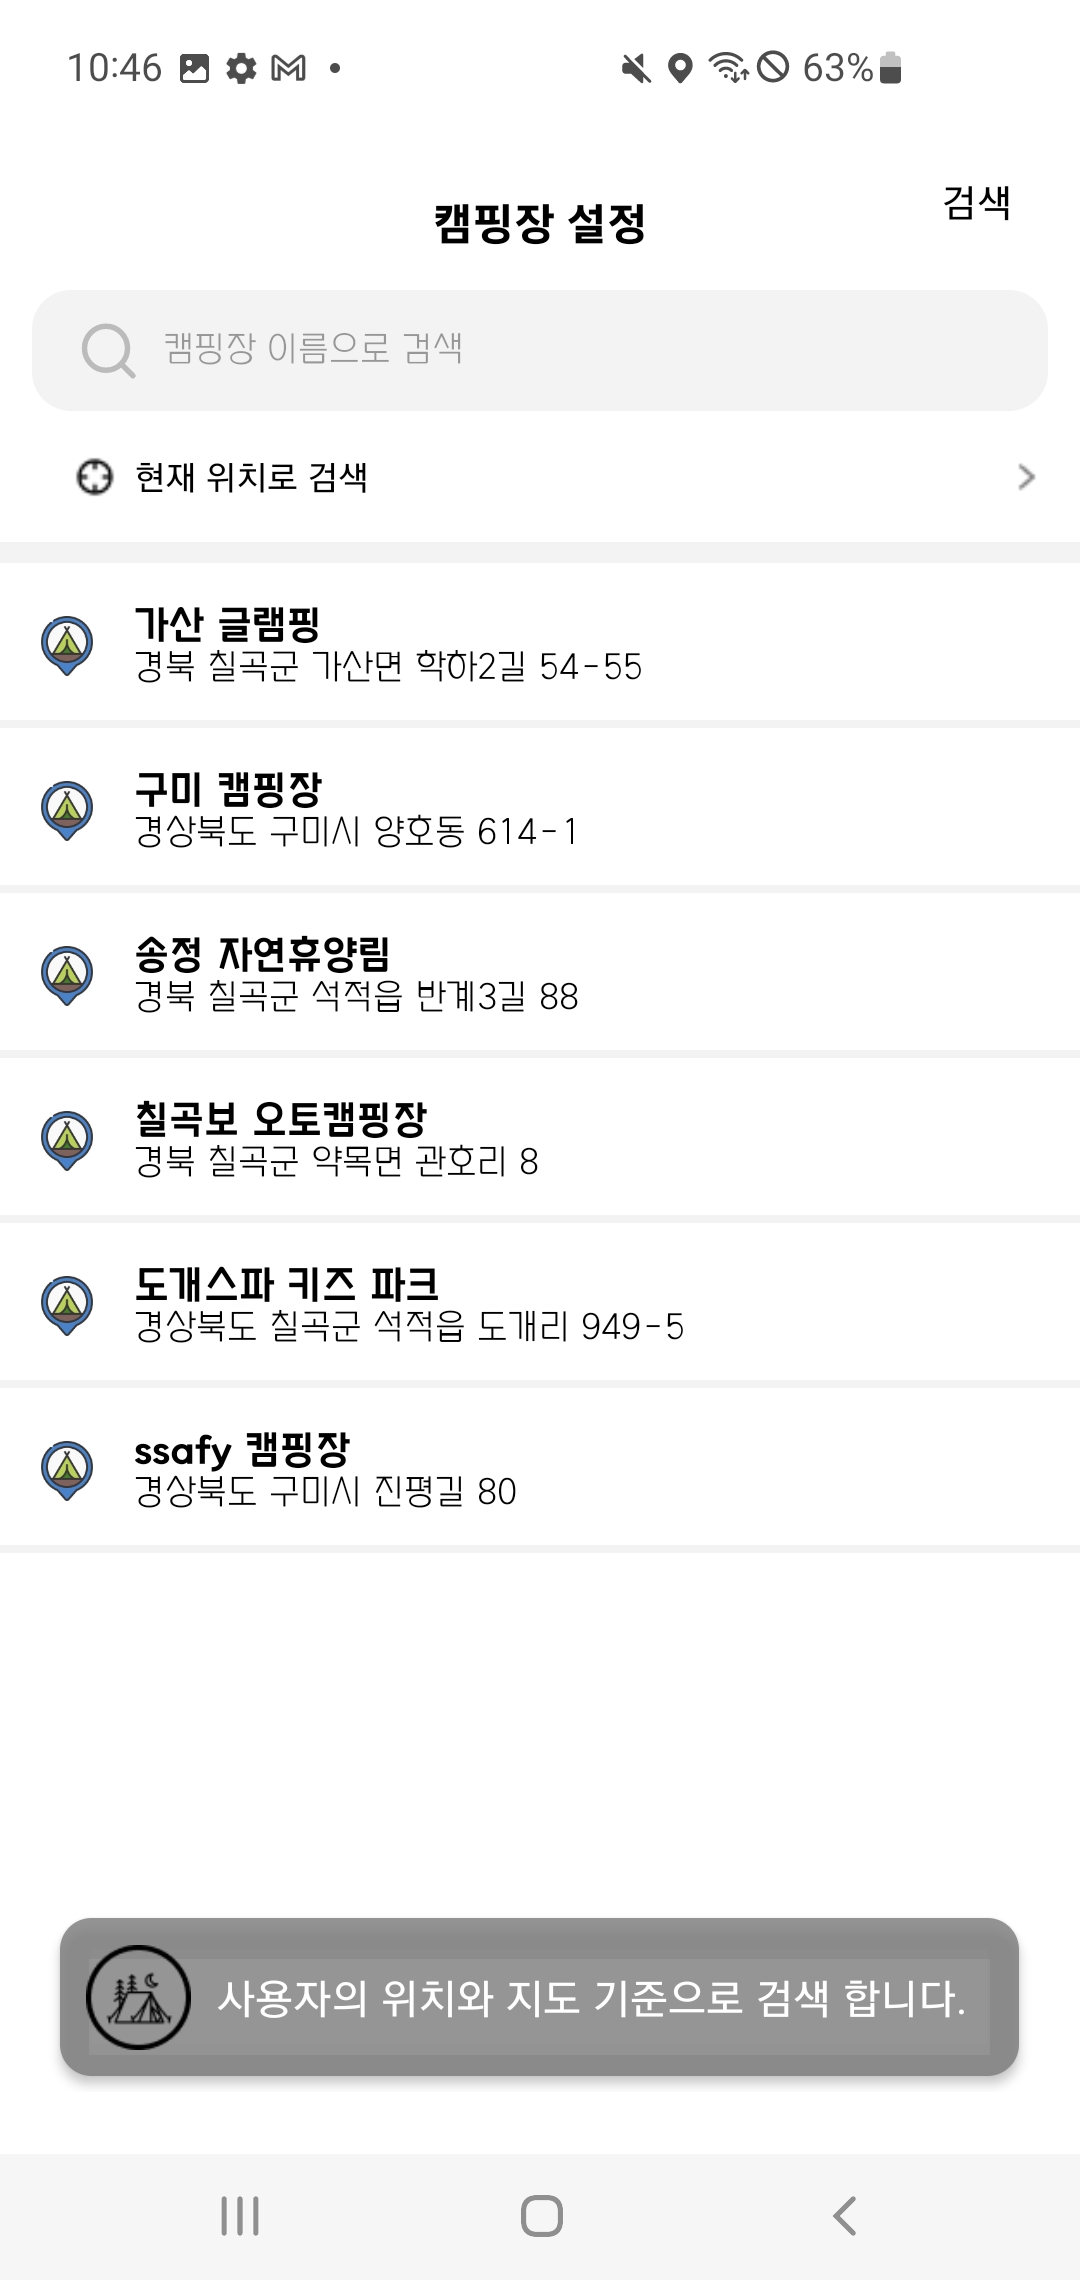 10:46
63%
캠핑장 설정
검색
캠핑장 이름으로 검색
현재 위치로 검색
가산 글램핑
경북 칠곡군 가산면 학하2길 54-55
구미 캠핑장
경상북도 구미시 양호동 614-1
송정 자연휴양림
경북 칠곡군 석적읍 반계3길 88
칠곡보 오토캠핑장
경북 칠곡군 약목면 관호리 8
도개스파 키즈 파크
경상북도 칠곡군 석적읍 도개리 949-5
ssafy 캠핑장
경상북도 구미시 진평길 80
사용자의 위치와 지도 기준으로 검색 합니다.